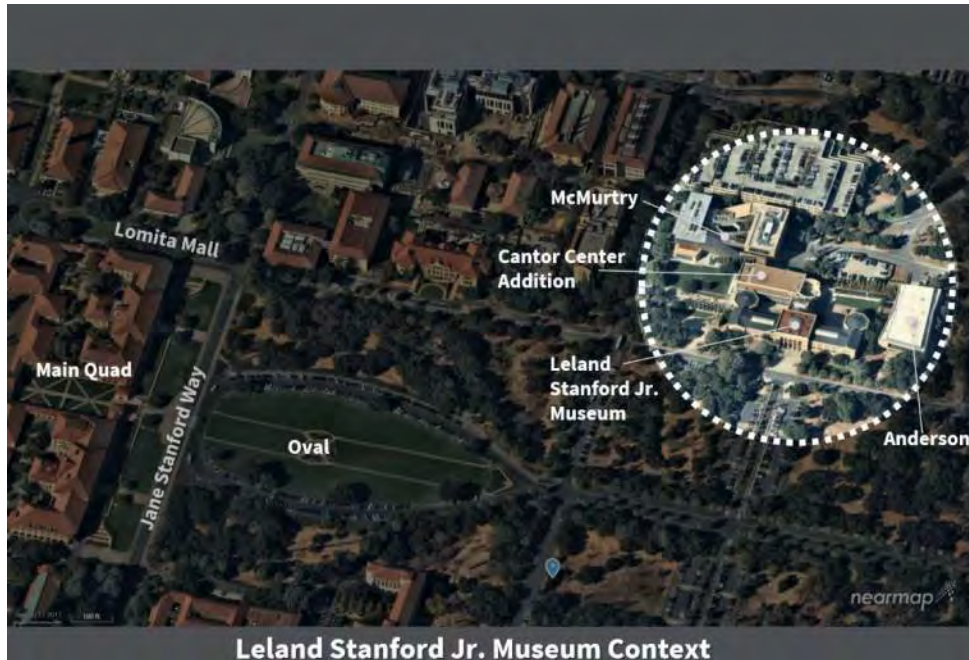 McMurtry
Lomita Mall
Cantor Center
Addition
Main Quad
Jane Stanford Way
Leland
Stanford Jr.
Museum
Oval
Anderson
nearmap
Leland Stanford Jr. Museum Context